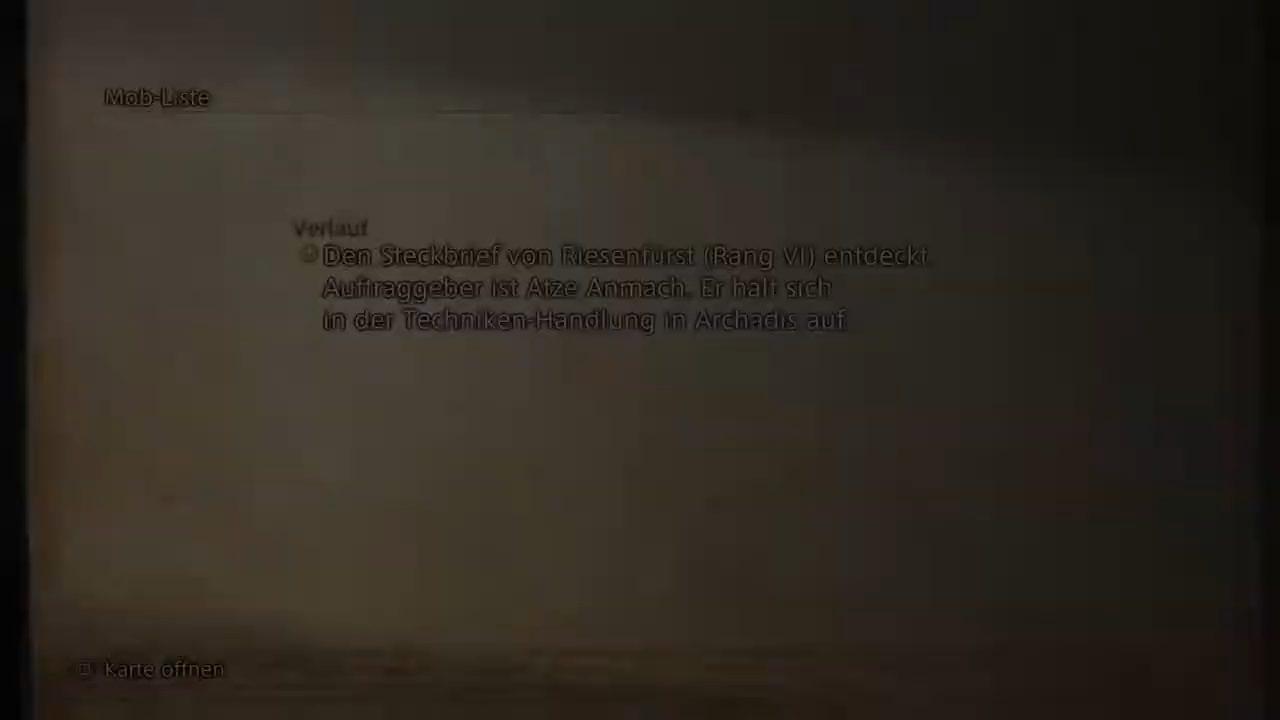 Mob-Liste
Verlauf
Den Steckbrief von Riesenfürst (Rang VI) entdeckt.
Auftraggeber ist Atze Anmach. Er hält sich
in der Techniken-Handlung in Archadis auf.
Karte öffnen